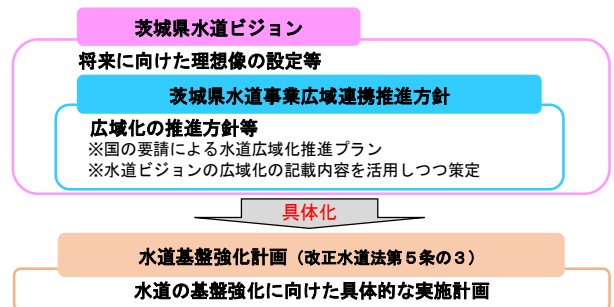 茨城県水道ビジョン
将来に向けた理想像の設定等
茨城県水道事業広域連携推進方針
広域化の推進方針等
※国の要請による水道広域化推進プラン
※水道ビジョンの広域化の記載内容を活用しつつ策定
具体化
水道基盤強化計画（改正水道法第５条の３）
水道の基盤強化に向けた具体的な実施計画